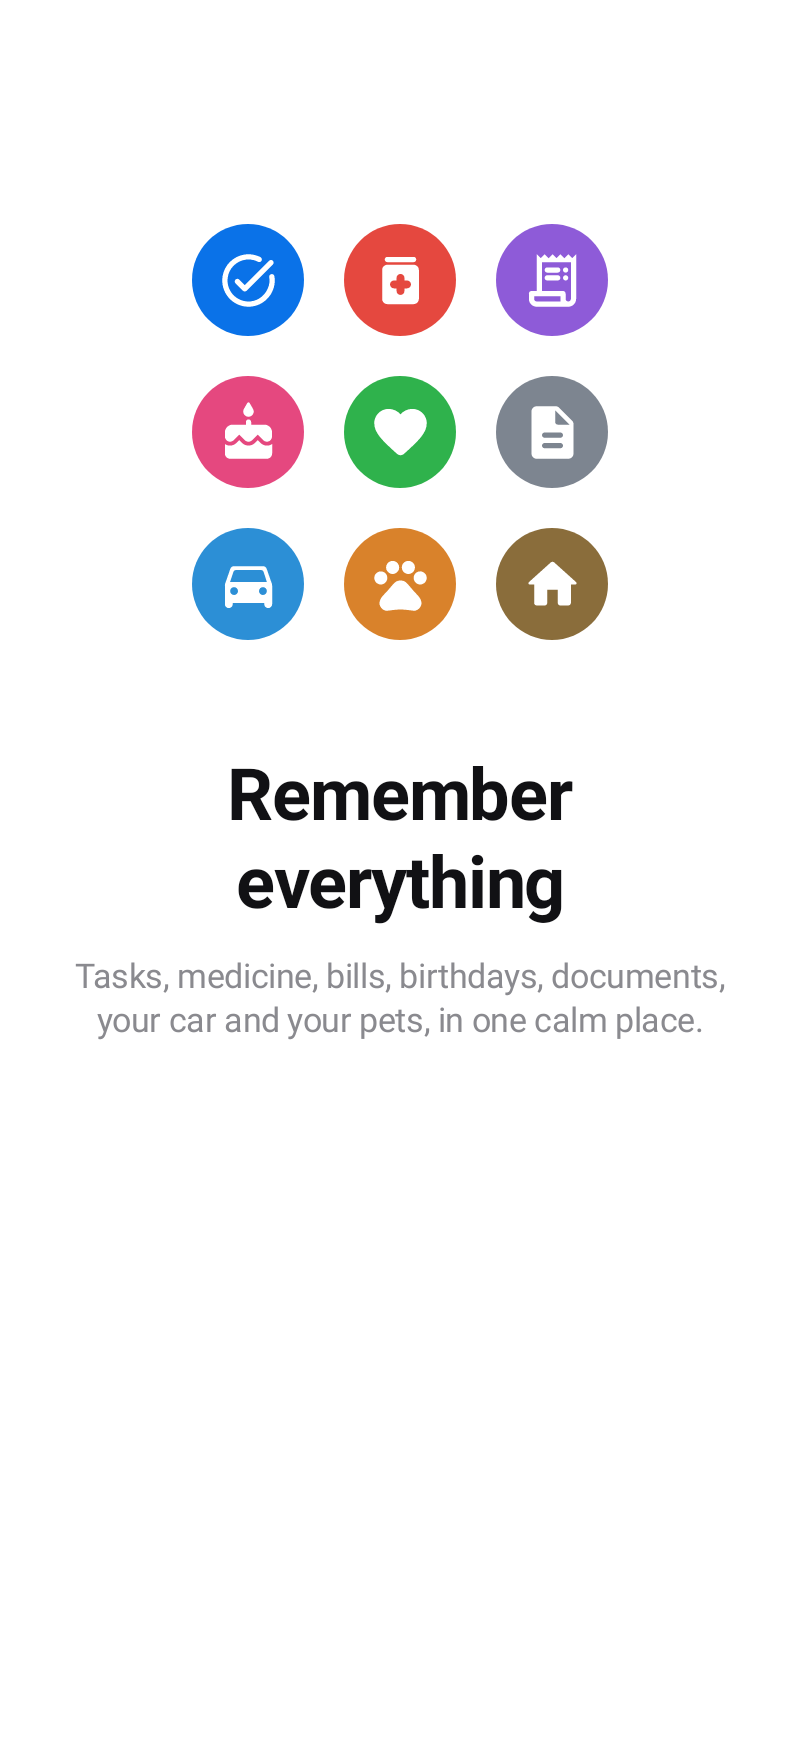 Remember
everything
Tasks, medicine, bills, birthdays, documents,
your car and your pets, in one calm place.